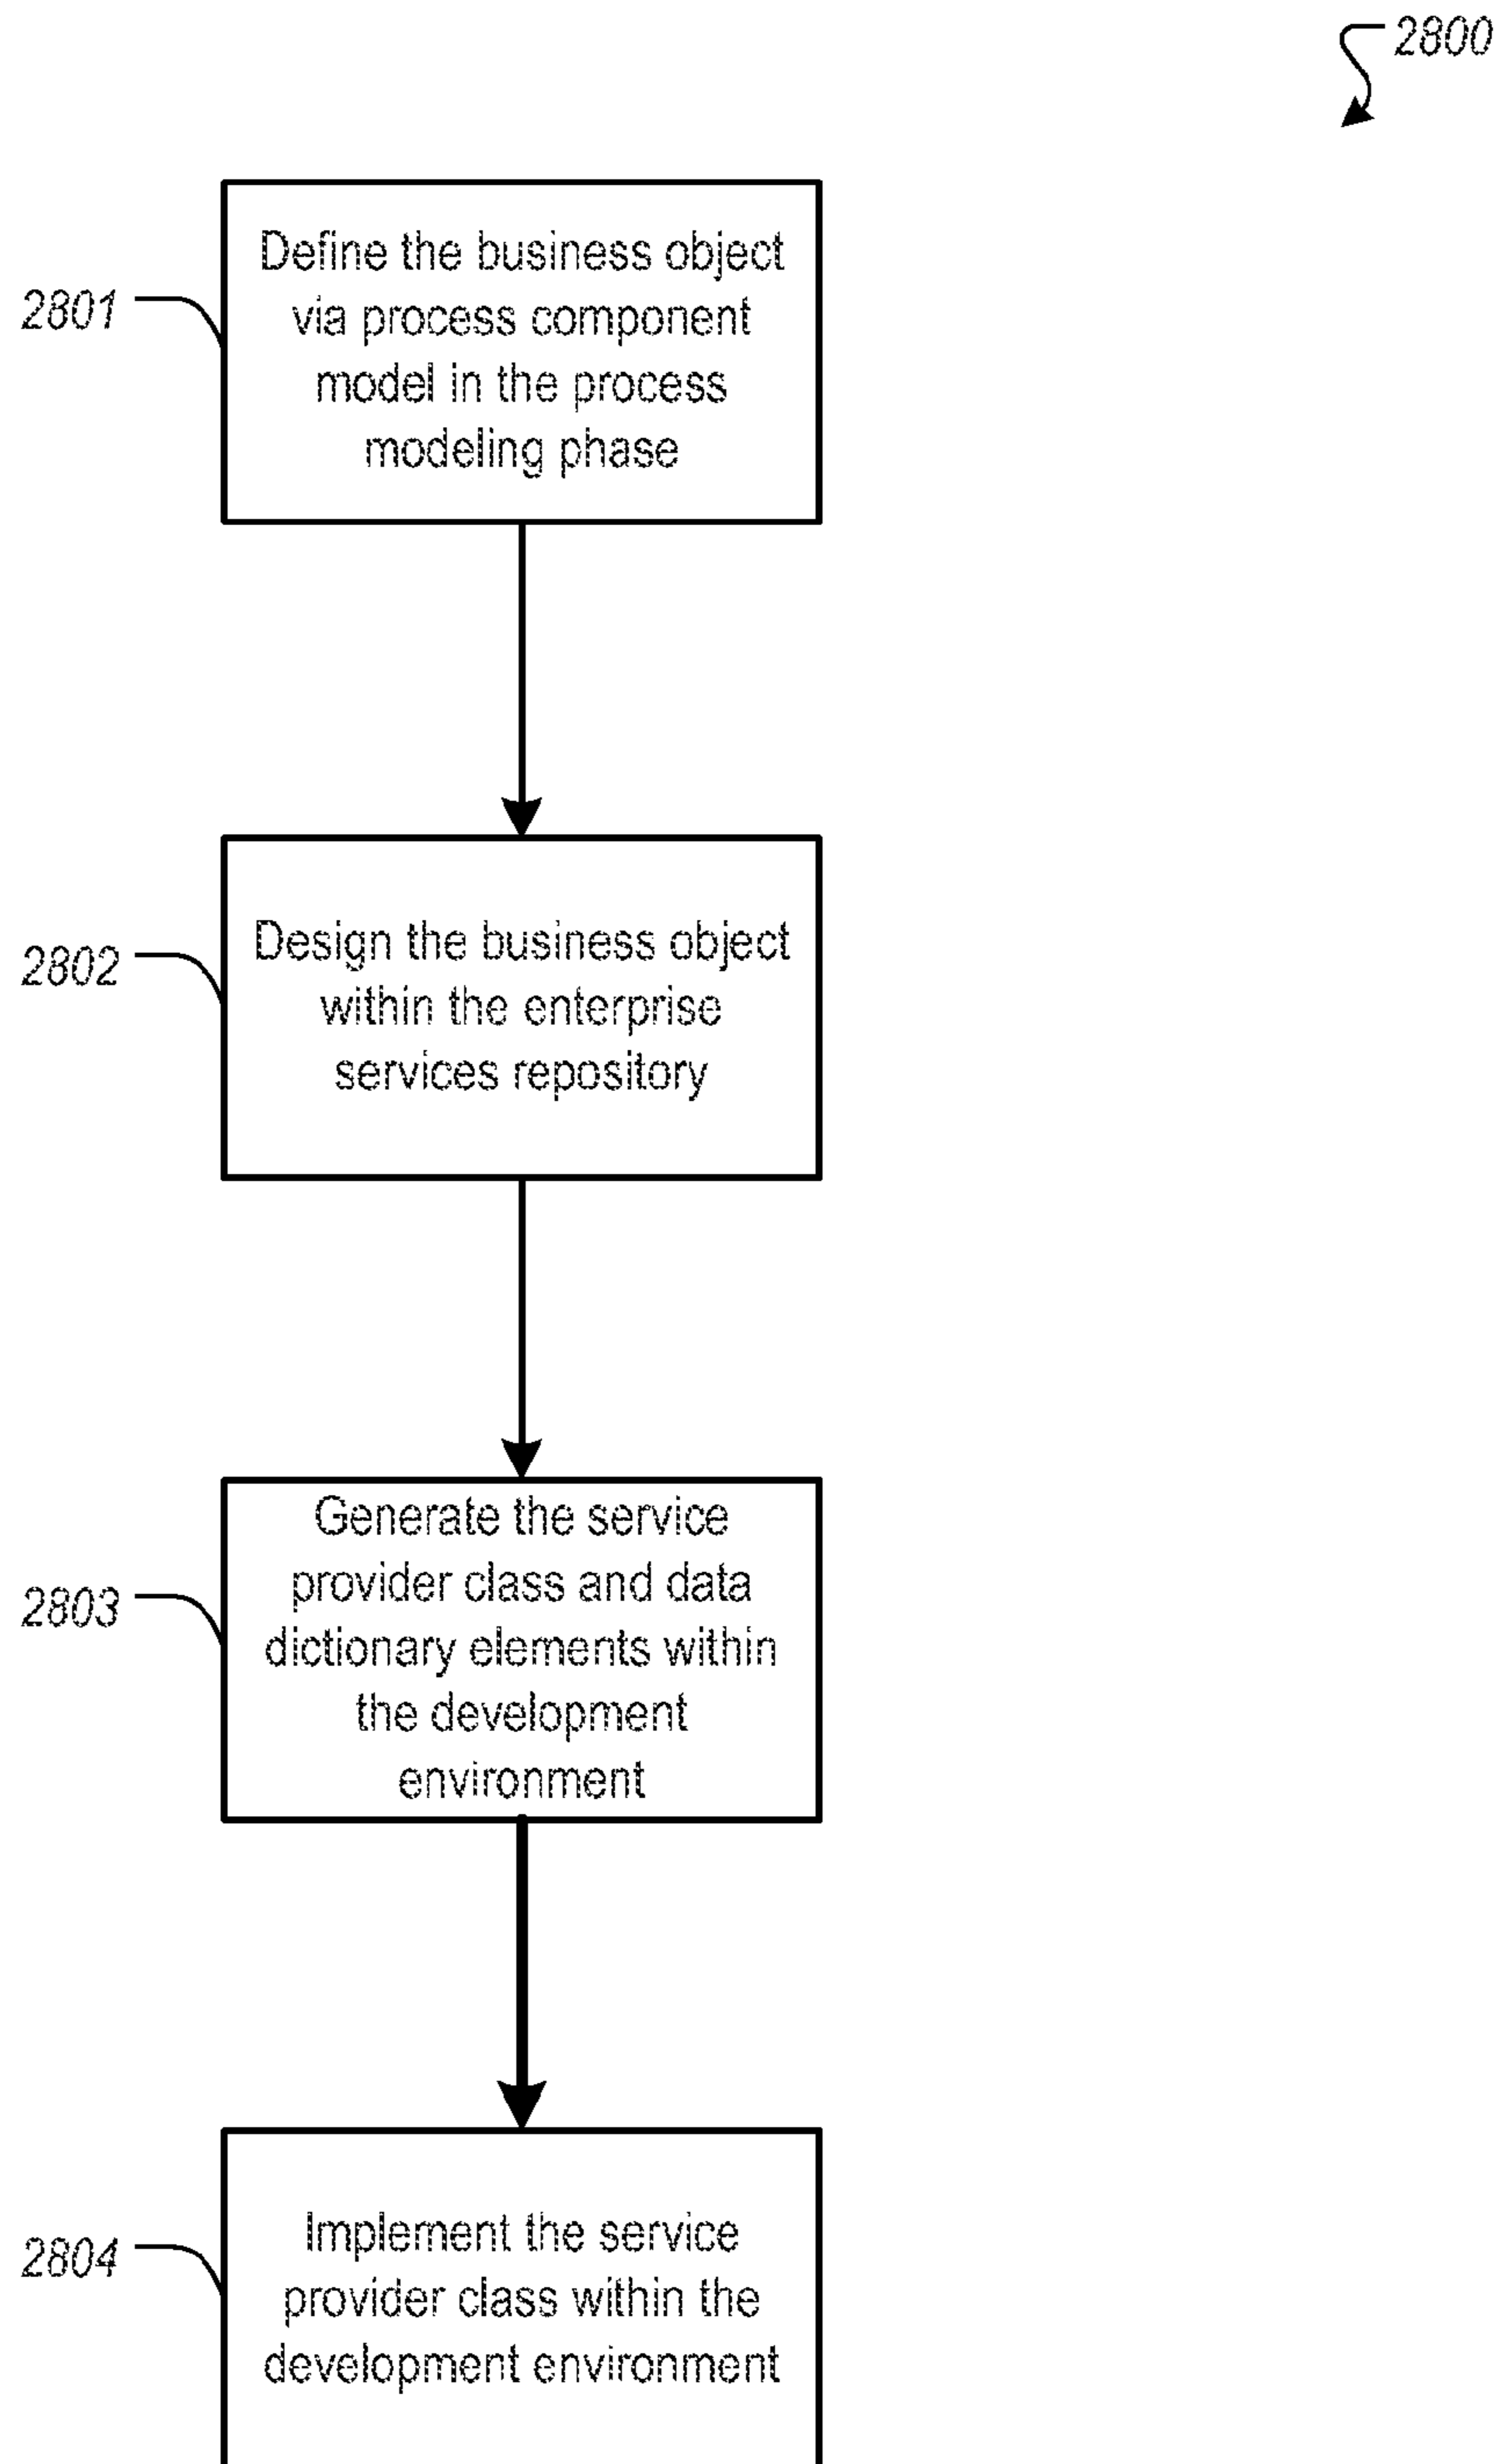 2800
2801
Define the business object
via process component
model in the process
modeling phase
2802
Design the business object
within the enterprise
services repository
2803
Generate the service
provider class and data
dictionary elements within
the development
environment
2804
Implement the service
provider class within the
development environment